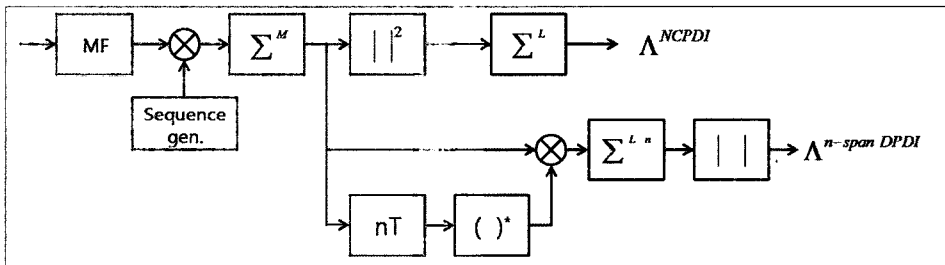 MF
∑^M
| |^2
∑^L
Λ^NCPDI
Sequence
gen.
∑^L n
| |
Λ^n-span DPDI
nT
( )*